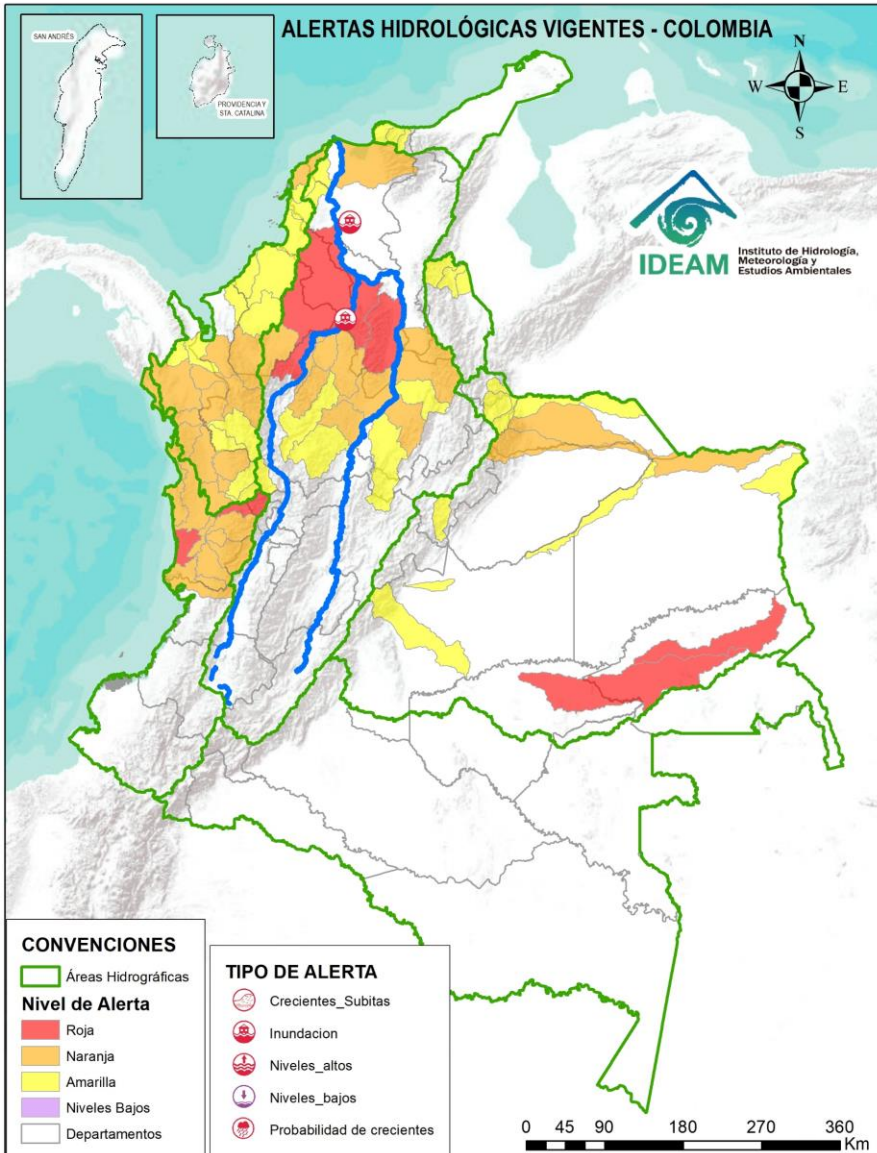 ALERTAS HIDROLÓGICAS VIGENTES - COLOMBIA
SAN ANDRÉS
PROVIDENCIA Y
STA. CATALINA
N
W
E
S
IDEAM
Instituto de Hidrología,
Meteorología y
Estudios Ambientales
CONVENCIONES
Áreas Hidrográficas
Nivel de Alerta
Roja
Naranja
Amarilla
Niveles Bajos
Departamentos
TIPO DE ALERTA
Crecientes_Subitas
Inundacion
Niveles_altos
Niveles_bajos
Probabilidad de crecientes
0 45 90 180 270 360
Km